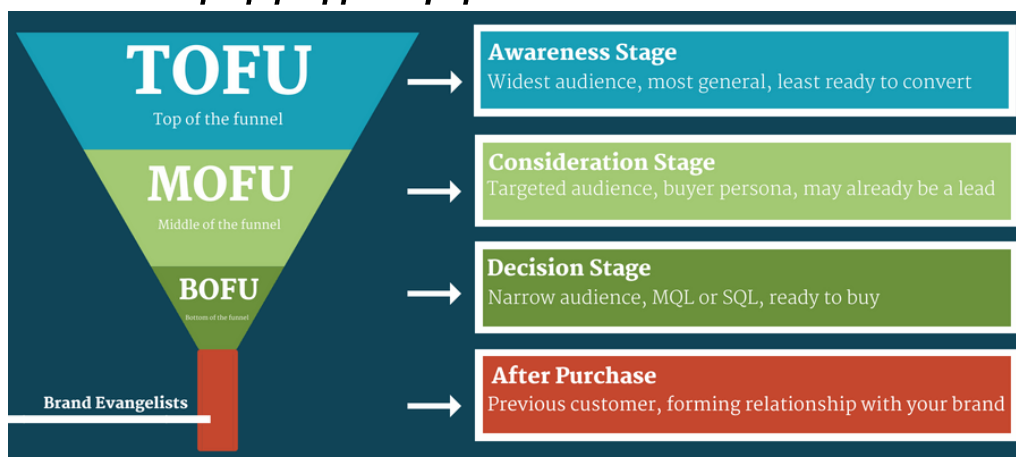 TOFU
Top of the funnel
MOFU
Middle of the funnel
BOFU
Bottom of the funnel
Brand Evangelists
Awareness Stage
Widest audience, most general, least ready to convert
Consideration Stage
Targeted audience, buyer persona, may already be a lead
Decision Stage
Narrow audience, MQL or SQL, ready to buy
After Purchase
Previous customer, forming relationship with your brand